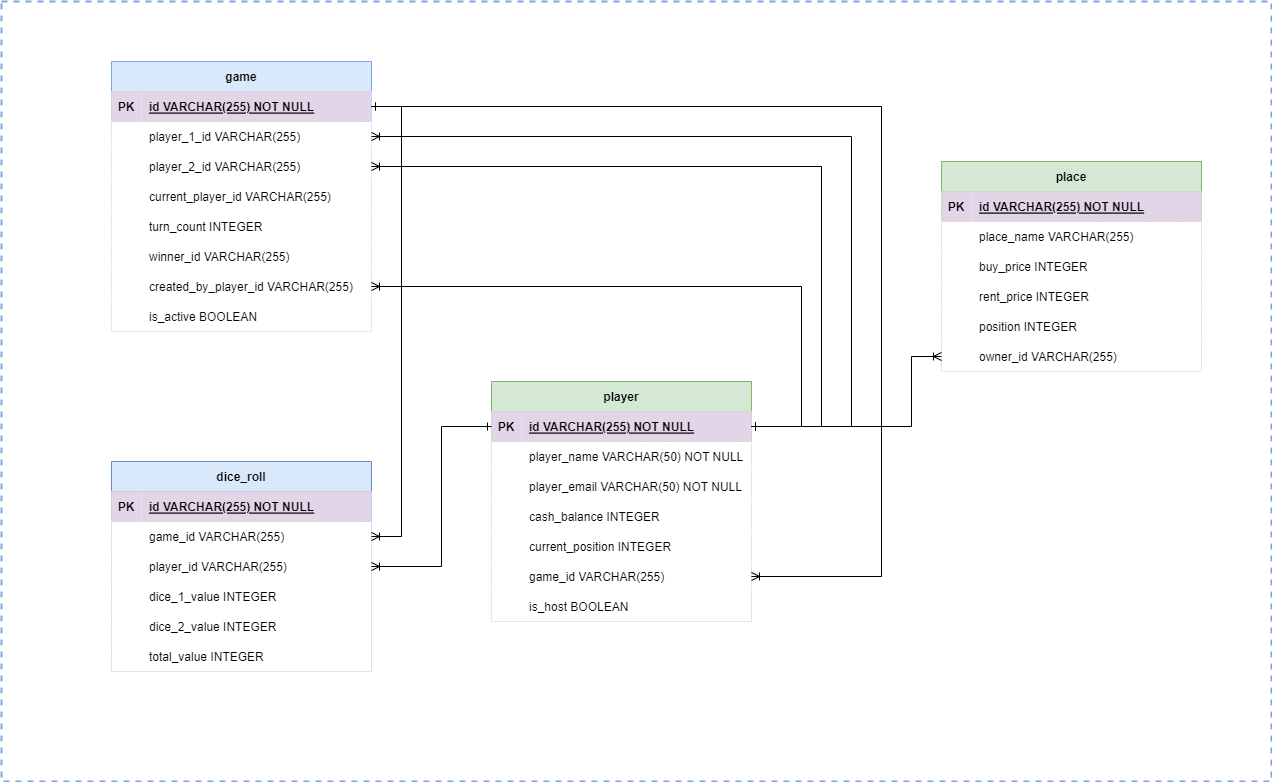 game
PK id VARCHAR(255) NOT NULL
player_1_id VARCHAR(255)
player_2_id VARCHAR(255)
current_player_id VARCHAR(255)
turn_count INTEGER
winner_id VARCHAR(255)
created_by_player_id VARCHAR(255)
is_active BOOLEAN
place
PK id VARCHAR(255) NOT NULL
place_name VARCHAR(255)
buy_price INTEGER
rent_price INTEGER
position INTEGER
owner_id VARCHAR(255)
player
PK id VARCHAR(255) NOT NULL
player_name VARCHAR(50) NOT NULL
player_email VARCHAR(50) NOT NULL
cash_balance INTEGER
current_position INTEGER
game_id VARCHAR(255)
is_host BOOLEAN
dice_roll
PK id VARCHAR(255) NOT NULL
game_id VARCHAR(255)
player_id VARCHAR(255)
dice_1_value INTEGER
dice_2_value INTEGER
total_value INTEGER